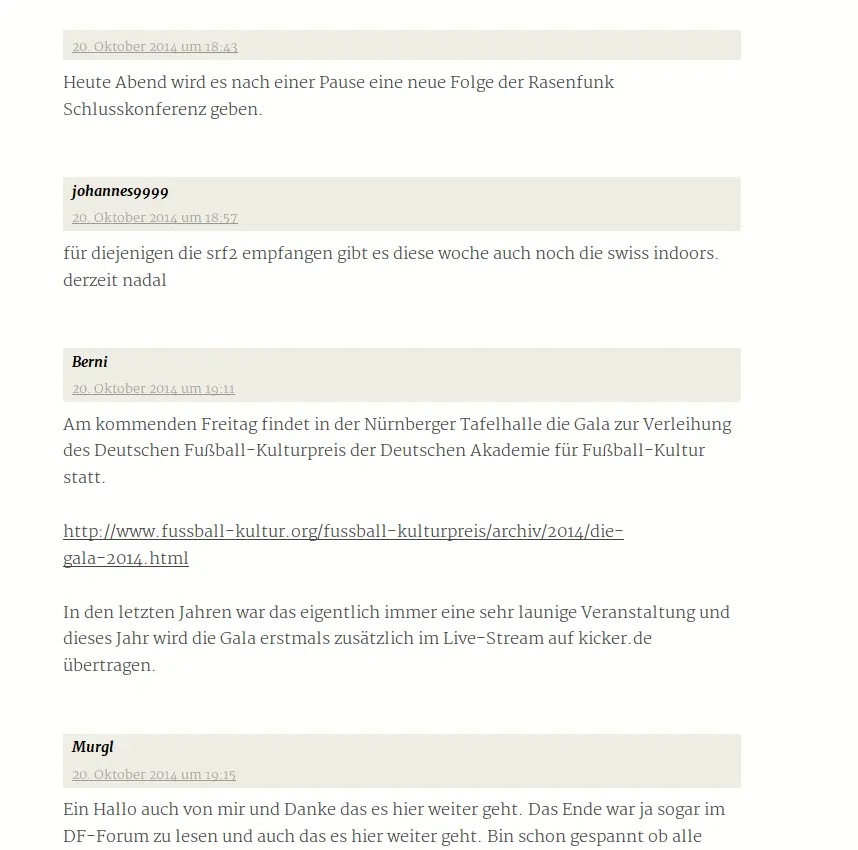 20. Oktober 2014 um 18:43
Heute Abend wird es nach einer Pause eine neue Folge der Rasenfunk
Schlusskonferenz geben.
johannes9999
20. Oktober 2014 um 18:57
für diejenigen die srf2 empfangen gibt es diese woche auch noch die swiss indoors.
derzeit nadal
Berni
20. Oktober 2014 um 19:11
Am kommenden Freitag findet in der Nürnberger Tafelhalle die Gala zur Verleihung
des Deutschen Fußball-Kulturpreis der Deutschen Akademie für Fußball-Kultur
statt.
http://www.fussball-kultur.org/fussball-kulturpreis/archiv/2014/die-
gala-2014.html
In den letzten Jahren war das eigentlich immer eine sehr launige Veranstaltung und
dieses Jahr wird die Gala erstmals zusätzlich im Live-Stream auf kicker.de
übertragen.
Murgl
20. Oktober 2014 um 19:15
Ein Hallo auch von mir und Danke das es hier weiter geht. Das Ende war ja sogar im
DF-Forum zu lesen und auch das es hier weiter geht. Bin schon gespannt ob alle